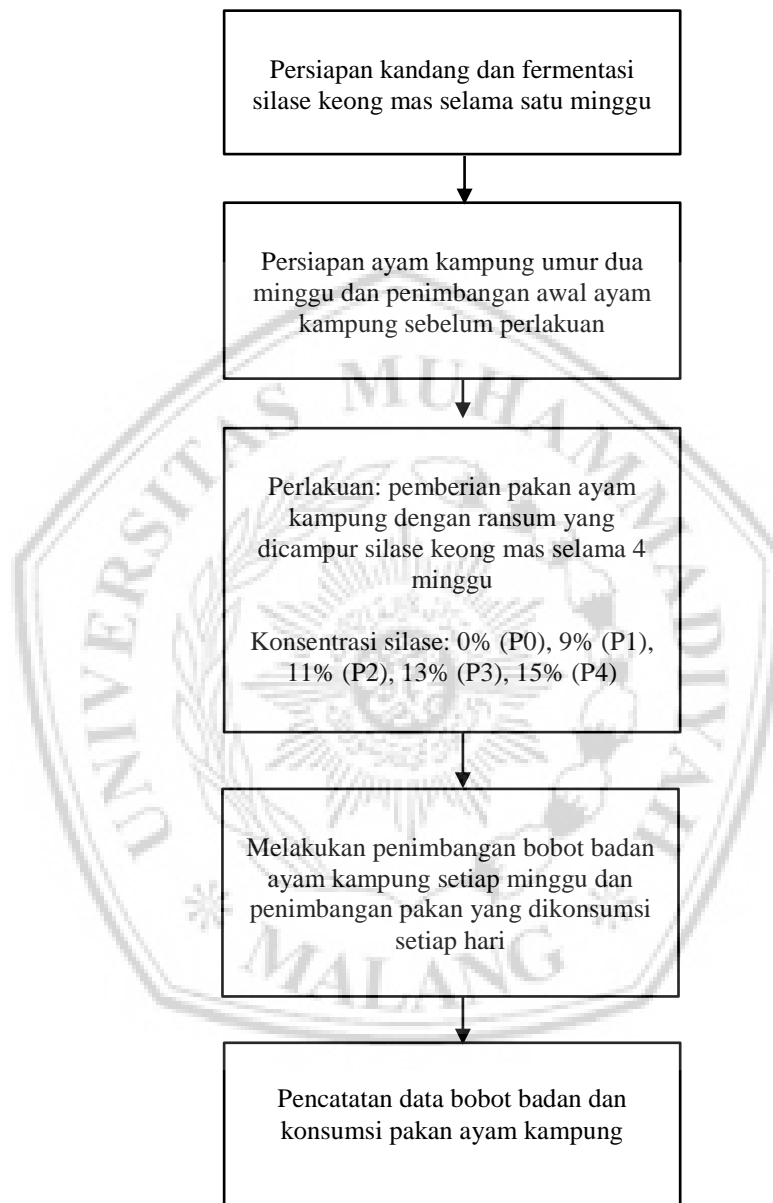 Persiapan kandang dan fermentasi
silase keong mas selama satu minggu
Persiapan ayam kampung umur dua
minggu dan penimbangan awal ayam
kampung sebelum perlakuan
Perlakuan: pemberian pakan ayam
kampung dengan ransum yang
dicampur silase keong mas selama 4
minggu
Konsentrasi silase: 0% (P0), 9% (P1),
11% (P2), 13% (P3), 15% (P4)
Melakukan penimbangan bobot badan
ayam kampung setiap minggu dan
penimbangan pakan yang dikonsumsi
setiap hari
Pencatatan data bobot badan dan
konsumsi pakan ayam kampung
UNIVERSITAS MUHAMMADIYAH
MALANG